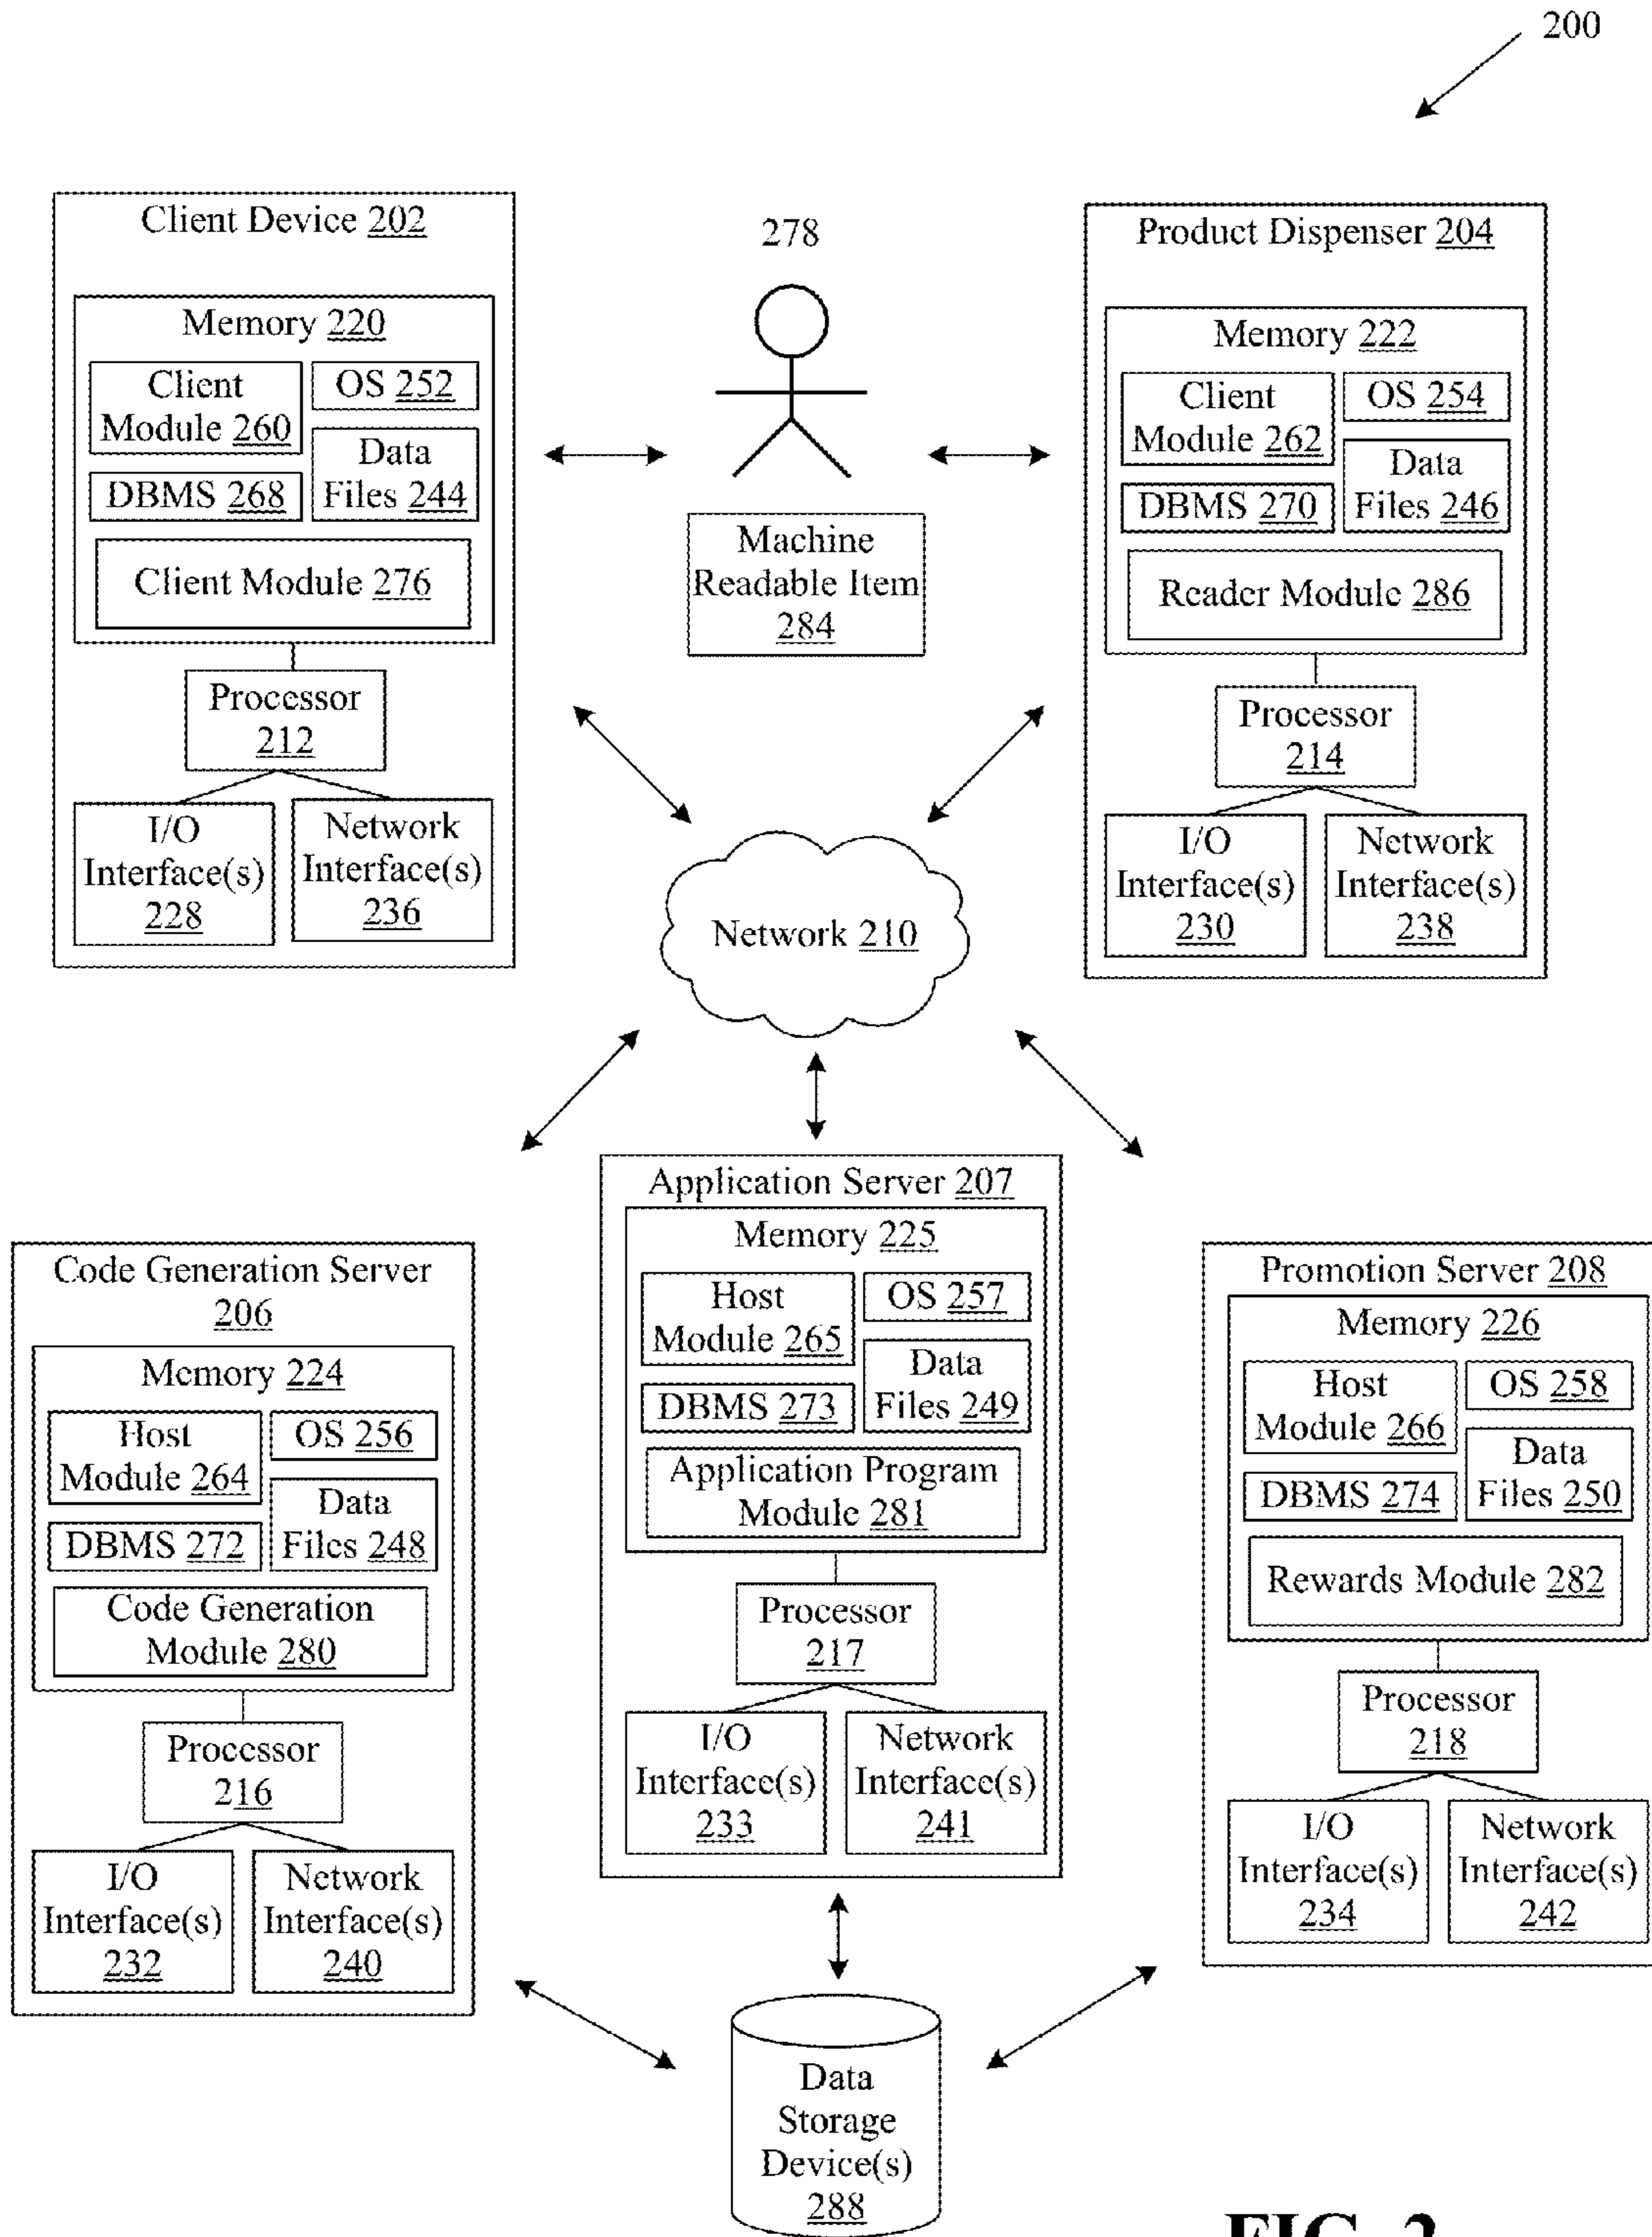 200
Client Device 202
Memory 220
Client
Module 260
OS 252
Data
Files 244
DBMS 268
Client Module 276
Processor
212
I/O
Interface(s)
228
Network
Interface(s)
236
278
Machine
Readable Item
284
Product Dispenser 204
Memory 222
Client
Module 262
OS 254
Data
Files 246
DBMS 270
Reader Module 286
Processor
214
I/O
Interface(s)
230
Network
Interface(s)
238
Network 210
Code Generation Server
206
Memory 224
Host
Module 264
OS 256
Data
Files 248
DBMS 272
Code Generation
Module 280
Processor
216
I/O
Interface(s)
232
Network
Interface(s)
240
Application Server 207
Memory 225
Host
Module 265
OS 257
Data
Files 249
DBMS 273
Application Program
Module 281
Processor
217
I/O
Interface(s)
233
Network
Interface(s)
241
Promotion Server 208
Memory 226
Host
Module 266
OS 258
Data
Files 250
DBMS 274
Rewards Module 282
Processor
218
I/O
Interface(s)
234
Network
Interface(s)
242
Data
Storage
Device(s)
288
FIG. 2